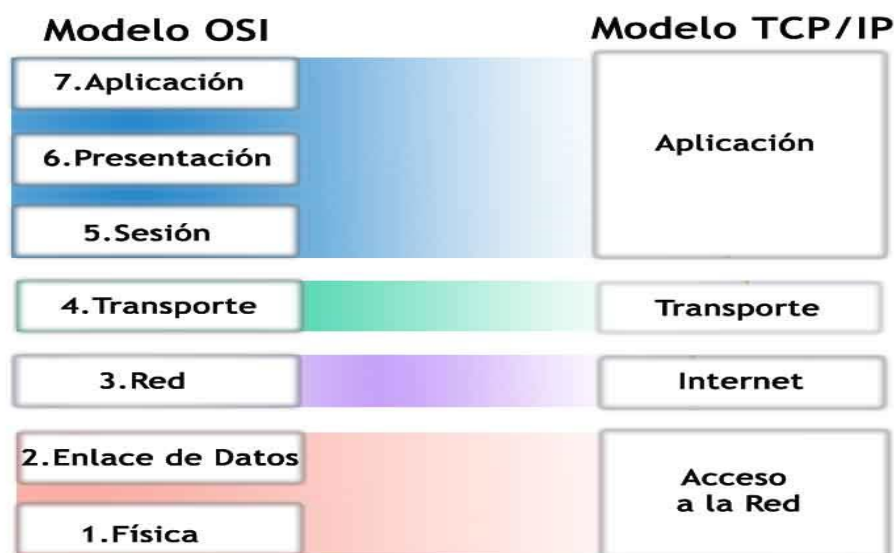 Modelo OSI
7.Aplicación
6.Presentación
5.Sesión
4.Transporte
3.Red
2.Enlace de Datos
1.Física
Modelo TCP/IP
Aplicación
Transporte
Internet
Acceso
a la Red